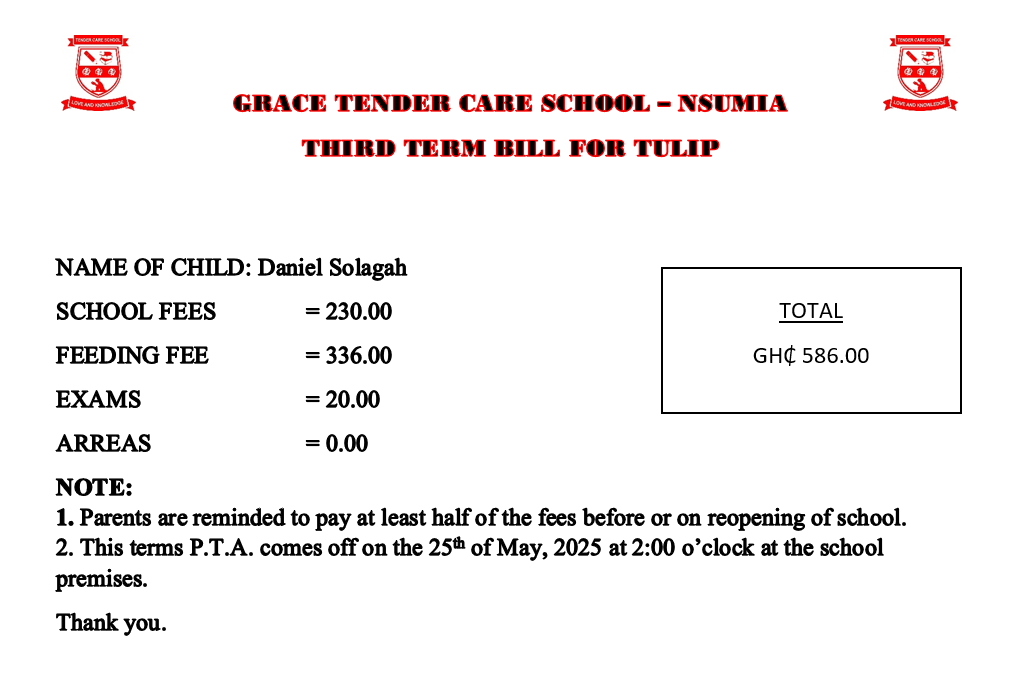 TENDER CARE SCHOOL
LOVE AND KNOWLEDGE
TENDER CARE SCHOOL
LOVE AND KNOWLEDGE
GRACE TENDER CARE SCHOOL – NSUMIA
THIRD TERM BILL FOR TULIP
NAME OF CHILD: Daniel Solagah
SCHOOL FEES = 230.00
FEEDING FEE = 336.00
EXAMS = 20.00
ARREAS = 0.00
TOTAL
GH₵ 586.00
NOTE:
1. Parents are reminded to pay at least half of the fees before or on reopening of school.
2. This terms P.T.A. comes off on the 25th of May, 2025 at 2:00 o’clock at the school
premises.
Thank you.